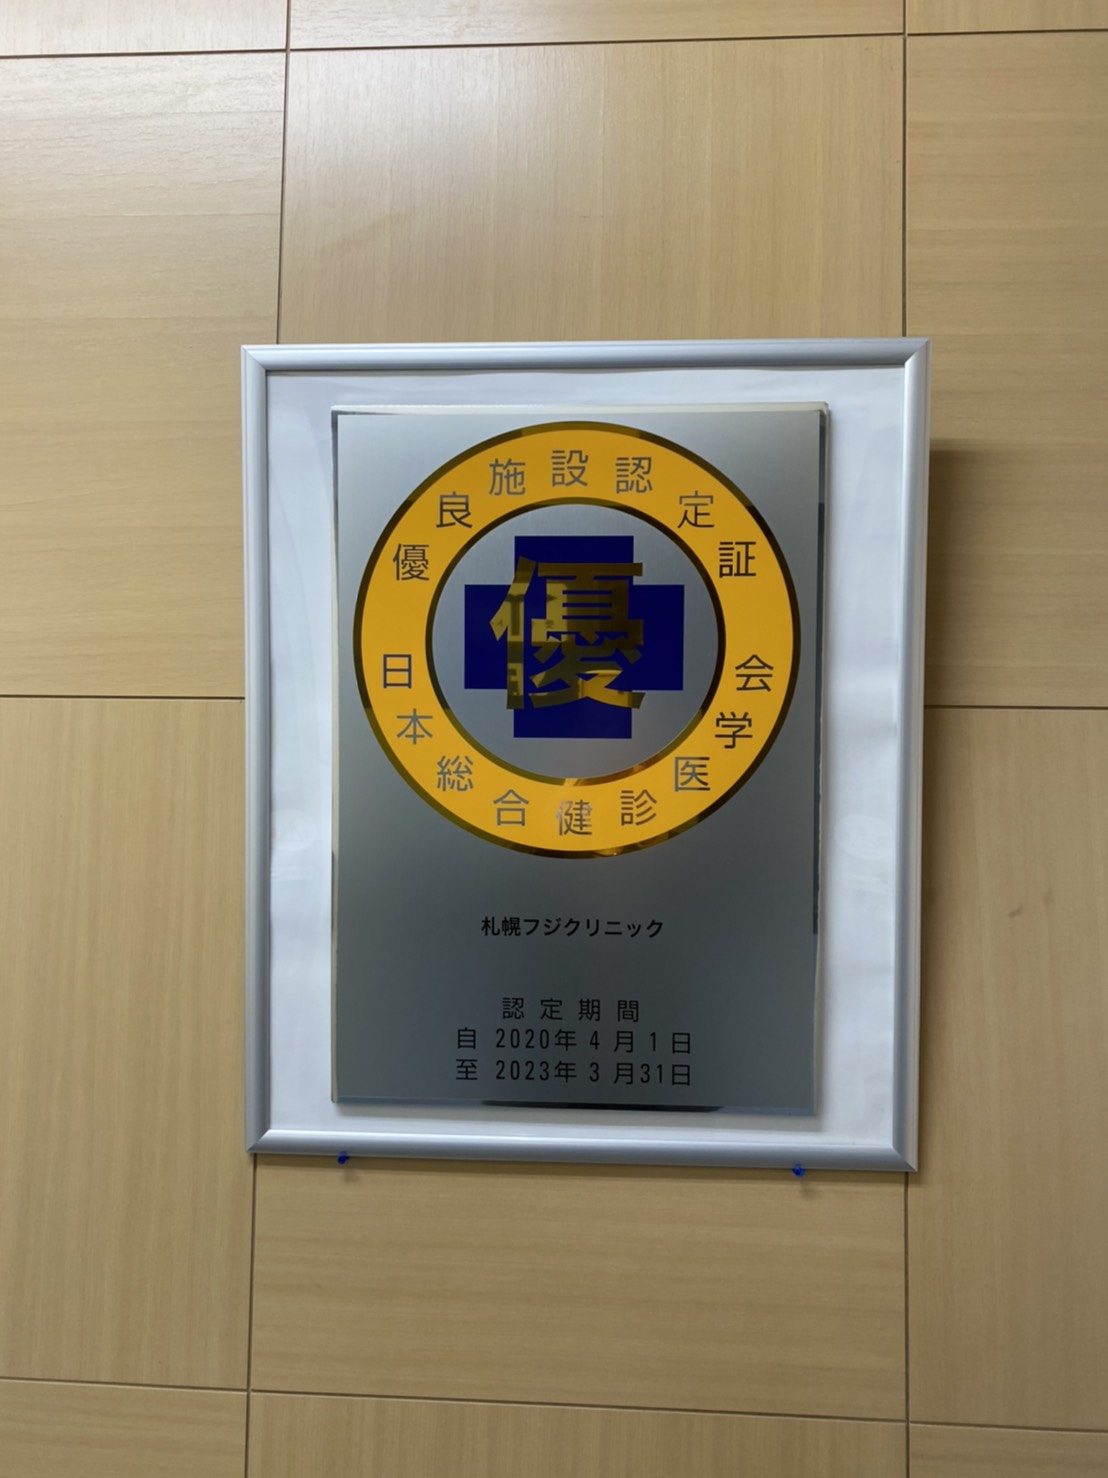 優良施設認定証
優
日本総合健診医学会
札幌フジクリニック
認定期間
自 2020年 4 月 1 日
至 2023年 3 月31日